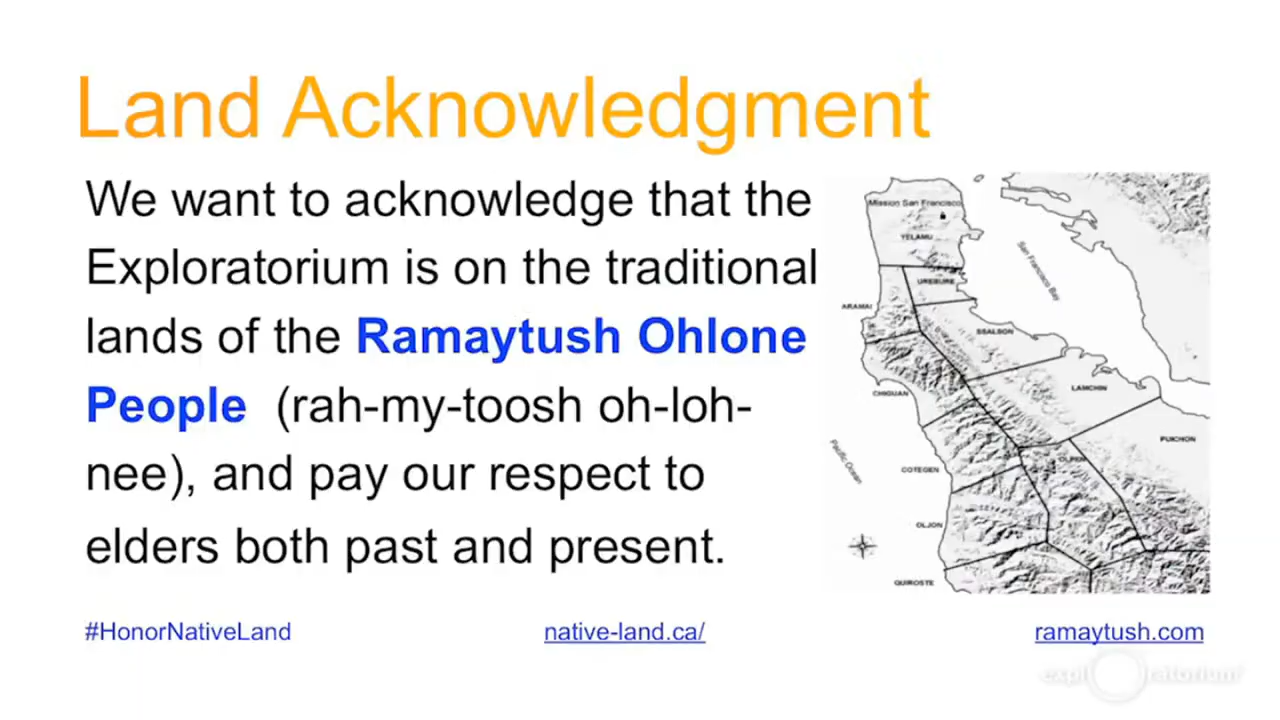 Land Acknowledgment
We want to acknowledge that the
Exploratorium is on the traditional
lands of the Ramaytush Ohlone
People (rah-my-toosh oh-loh-
nee), and pay our respect to
elders both past and present.
Mission San Francisco
YELAMU
San Francisco Bay
UREBURE
ARAMAI
SSALSON
LAMCHIN
CHIGUAN
PUICHON
Pacific Ocean
OLPEN
COTEGEN
OLJON
QUIROSTE
#HonorNativeLand
native-land.ca/
ramaytush.com
exploratorium